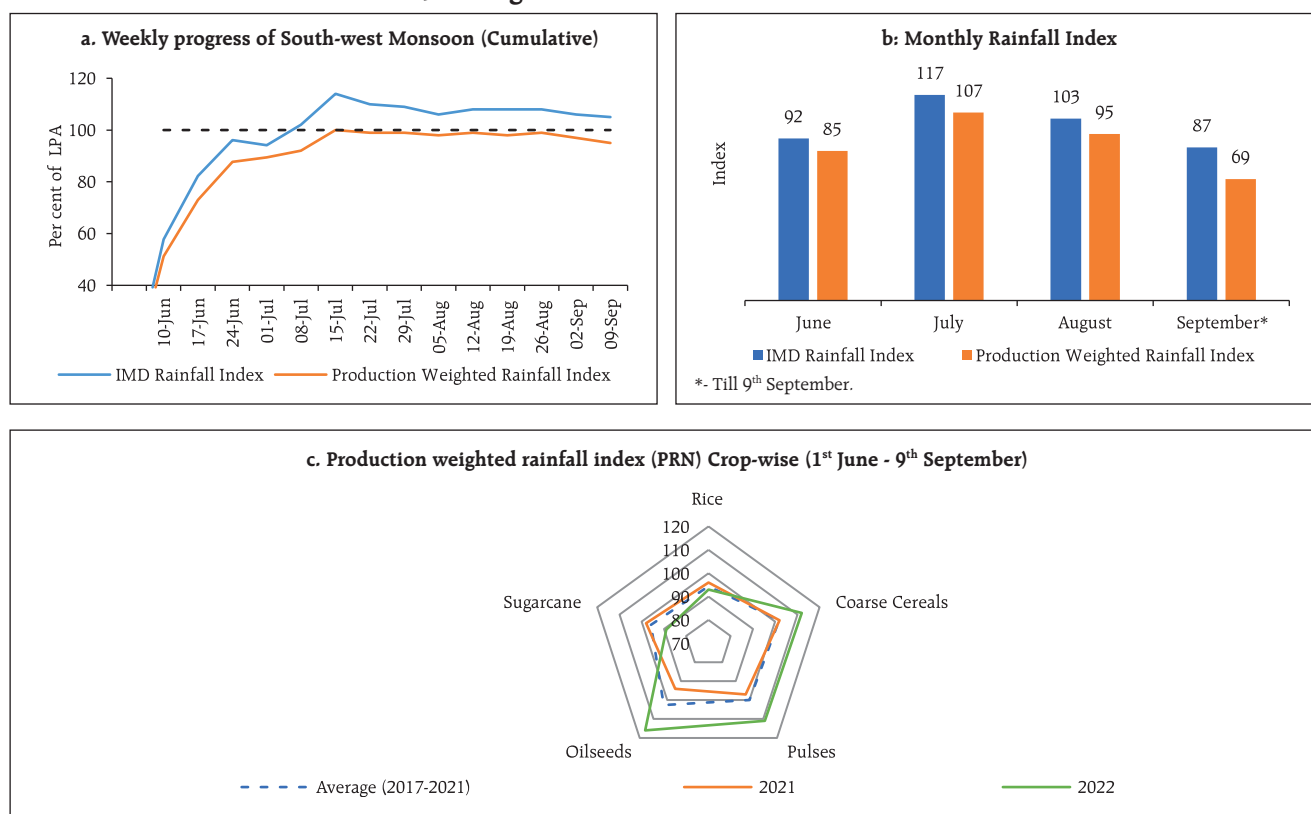 a. Weekly progress of South-west Monsoon (Cumulative)
Per cent of LPA
120
100
80
60
40
10-Jun
17-Jun
24-Jun
01-Jul
08-Jul
15-Jul
22-Jul
29-Jul
05-Aug
12-Aug
19-Aug
26-Aug
02-Sep
09-Sep
IMD Rainfall Index
Production Weighted Rainfall Index
b: Monthly Rainfall Index
Index
92
85
117
107
103
95
87
69
June
July
August
September*
IMD Rainfall Index
Production Weighted Rainfall Index
*- Till 9th September.
c. Production weighted rainfall index (PRN) Crop-wise (1st June - 9th September)
Rice
120
110
100
90
80
70
Sugarcane
Coarse Cereals
Oilseeds
Pulses
Average (2017-2021)
2021
2022